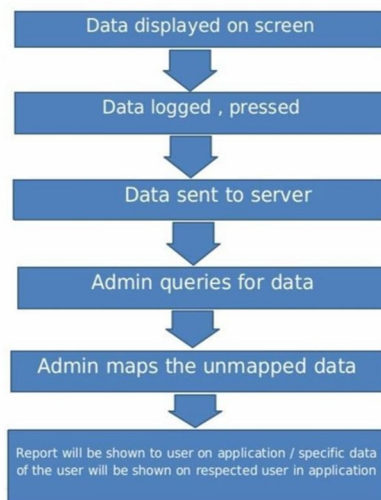 Data displayed on screen
Data logged , pressed
Data sent to server
Admin queries for data
Admin maps the unmapped data
Report will be shown to user on application / specific data
of the user will be shown on respected user in application